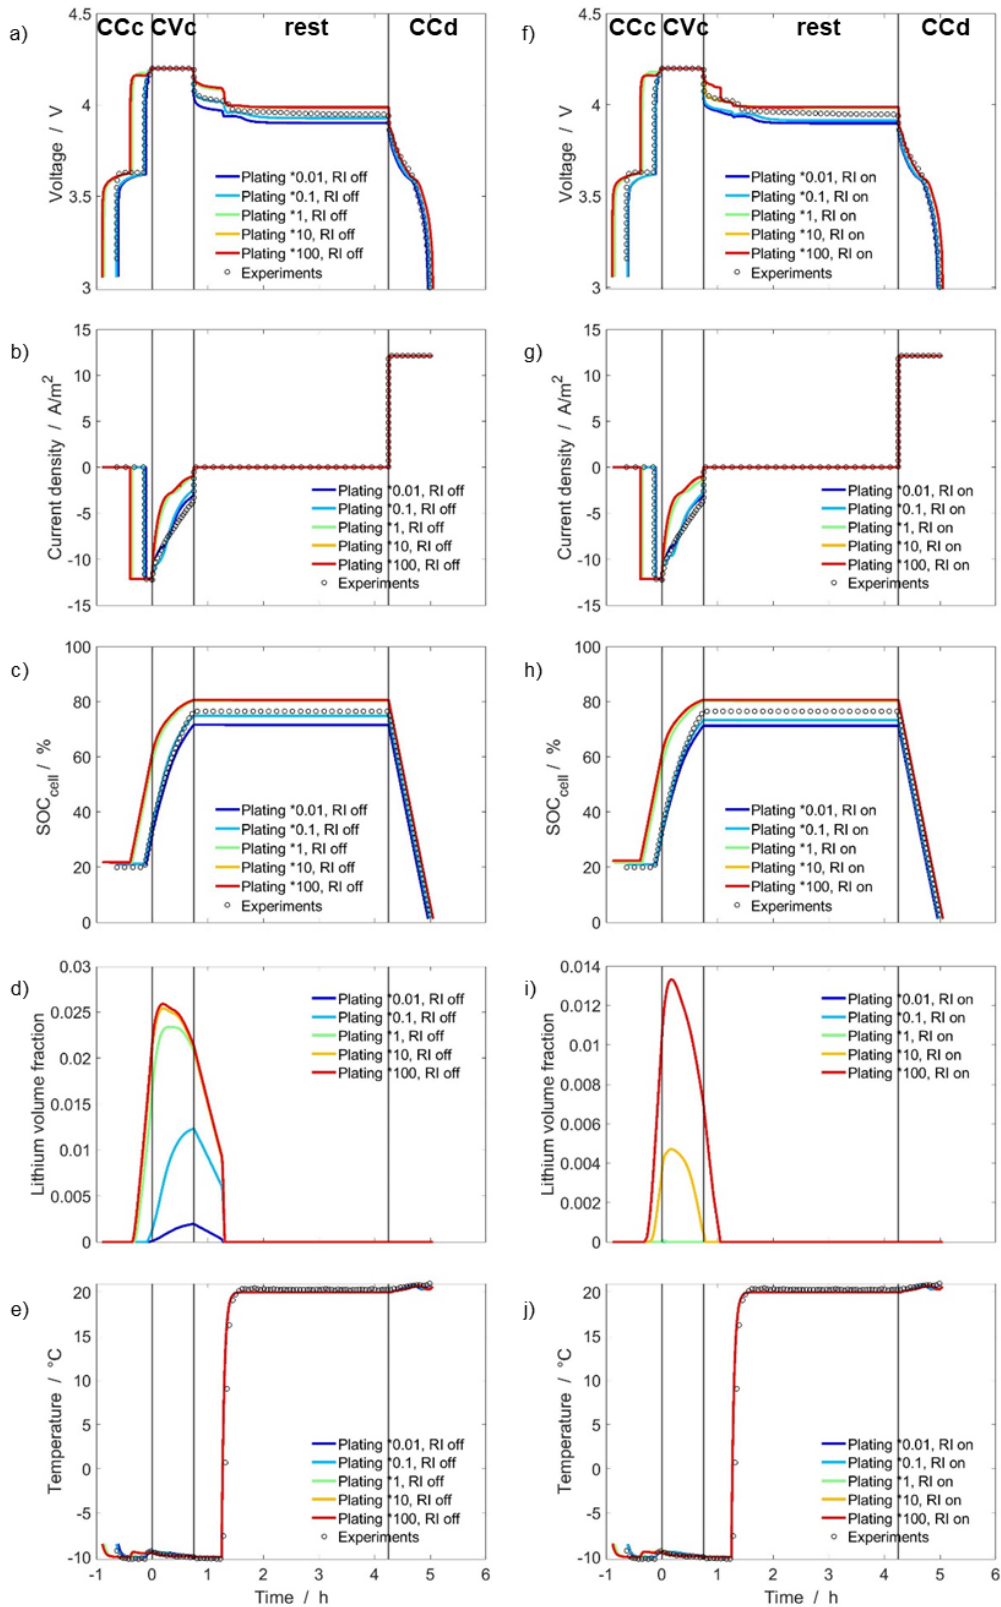 a)
CCc CVc rest CCd
4.5
4
3.5
3
Voltage / V
Plating *0.01, RI off
Plating *0.1, RI off
Plating *1, RI off
Plating *10, RI off
Plating *100, RI off
Experiments
f)
CCc CVc rest CCd
4.5
4
3.5
3
Voltage / V
Plating *0.01, RI on
Plating *0.1, RI on
Plating *1, RI on
Plating *10, RI on
Plating *100, RI on
Experiments
b)
15
10
5
0
-5
-10
-15
Current density / A/m²
Plating *0.01, RI off
Plating *0.1, RI off
Plating *1, RI off
Plating *10, RI off
Plating *100, RI off
Experiments
g)
15
10
5
0
-5
-10
-15
Current density / A/m²
Plating *0.01, RI on
Plating *0.1, RI on
Plating *1, RI on
Plating *10, RI on
Plating *100, RI on
Experiments
c)
100
80
60
40
20
0
SOCcell / %
Plating *0.01, RI off
Plating *0.1, RI off
Plating *1, RI off
Plating *10, RI off
Plating *100, RI off
Experiments
h)
100
80
60
40
20
0
SOCcell / %
Plating *0.01, RI on
Plating *0.1, RI on
Plating *1, RI on
Plating *10, RI on
Plating *100, RI on
Experiments
d)
0.03
0.025
0.02
0.015
0.01
0.005
0
Lithium volume fraction
Plating *0.01, RI off
Plating *0.1, RI off
Plating *1, RI off
Plating *10, RI off
Plating *100, RI off
i)
0.014
0.012
0.01
0.008
0.006
0.004
0.002
0
Lithium volume fraction
Plating *0.01, RI on
Plating *0.1, RI on
Plating *1, RI on
Plating *10, RI on
Plating *100, RI on
e)
20
15
10
5
0
-5
-10
Temperature / °C
Plating *0.01, RI off
Plating *0.1, RI off
Plating *1, RI off
Plating *10, RI off
Plating *100, RI off
Experiments
-1 0 1 2 3 4 5 6
Time / h
j)
20
15
10
5
0
-5
-10
Temperature / °C
Plating *0.01, RI on
Plating *0.1, RI on
Plating *1, RI on
Plating *10, RI on
Plating *100, RI on
Experiments
-1 0 1 2 3 4 5 6
Time / h